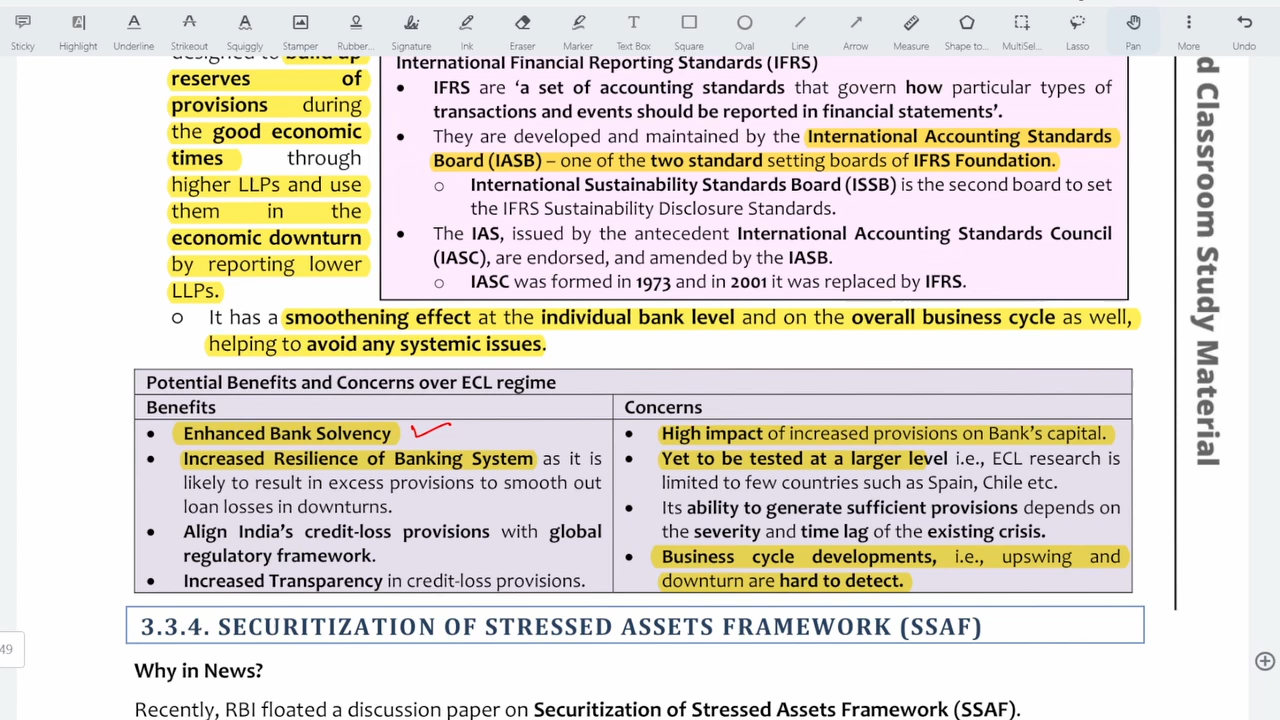 Sticky
Highlight
Underline
Strikeout
Squiggly
Stamper
Rubber...
Signature
Ink
Eraser
Marker
Text Box
Square
Oval
Line
Arrow
Measure
Shape to...
MultiSel...
Lasso
Pan
More
Undo
designed to build up
reserves of
provisions during
the good economic
times through
higher LLPs and use
them in the
economic downturn
by reporting lower
LLPs.
International Financial Reporting Standards (IFRS)
• IFRS are ‘a set of accounting standards that govern how particular types of
transactions and events should be reported in financial statements’.
• They are developed and maintained by the International Accounting Standards
Board (IASB) – one of the two standard setting boards of IFRS Foundation.
o International Sustainability Standards Board (ISSB) is the second board to set
the IFRS Sustainability Disclosure Standards.
• The IAS, issued by the antecedent International Accounting Standards Council
(IASC), are endorsed, and amended by the IASB.
o IASC was formed in 1973 and in 2001 it was replaced by IFRS.
o It has a smoothening effect at the individual bank level and on the overall business cycle as well,
helping to avoid any systemic issues.
Potential Benefits and Concerns over ECL regime
Benefits
• Enhanced Bank Solvency
• Increased Resilience of Banking System as it is
likely to result in excess provisions to smooth out
loan losses in downturns.
• Align India’s credit-loss provisions with global
regulatory framework.
• Increased Transparency in credit-loss provisions.
Concerns
• High impact of increased provisions on Bank’s capital.
• Yet to be tested at a larger level i.e., ECL research is
limited to few countries such as Spain, Chile etc.
• Its ability to generate sufficient provisions depends on
the severity and time lag of the existing crisis.
• Business cycle developments, i.e., upswing and
downturn are hard to detect.
3.3.4. SECURITIZATION OF STRESSED ASSETS FRAMEWORK (SSAF)
Why in News?
Recently, RBI floated a discussion paper on Securitization of Stressed Assets Framework (SSAF).
49
d Classroom Study Material